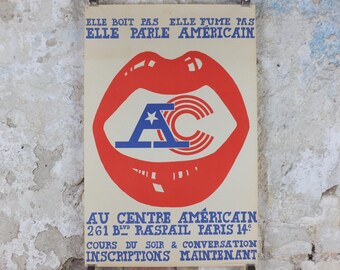 ELLE BOIT PAS ELLE FUME PAS
ELLE PARLE AMÉRICAIN
AC
AU CENTRE AMÉRICAIN
261 BLVD RASPAIL PARIS 14E
COURS DU SOIR & CONVERSATION
INSCRIPTIONS MAINTENANT